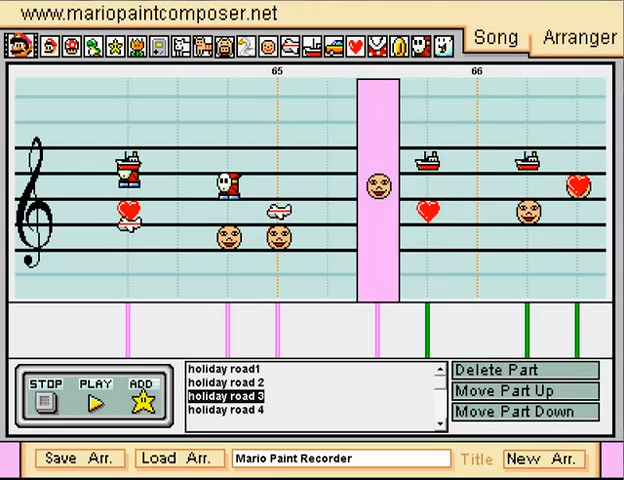 www.mariopaintcomposer.net
Song
Arranger
65
66
STOP
PLAY
ADD
holiday road1
holiday road 2
holiday road 3
holiday road 4
Delete Part
Move Part Up
Move Part Down
Save Arr.
Load Arr.
Mario Paint Recorder
Title
New Arr.